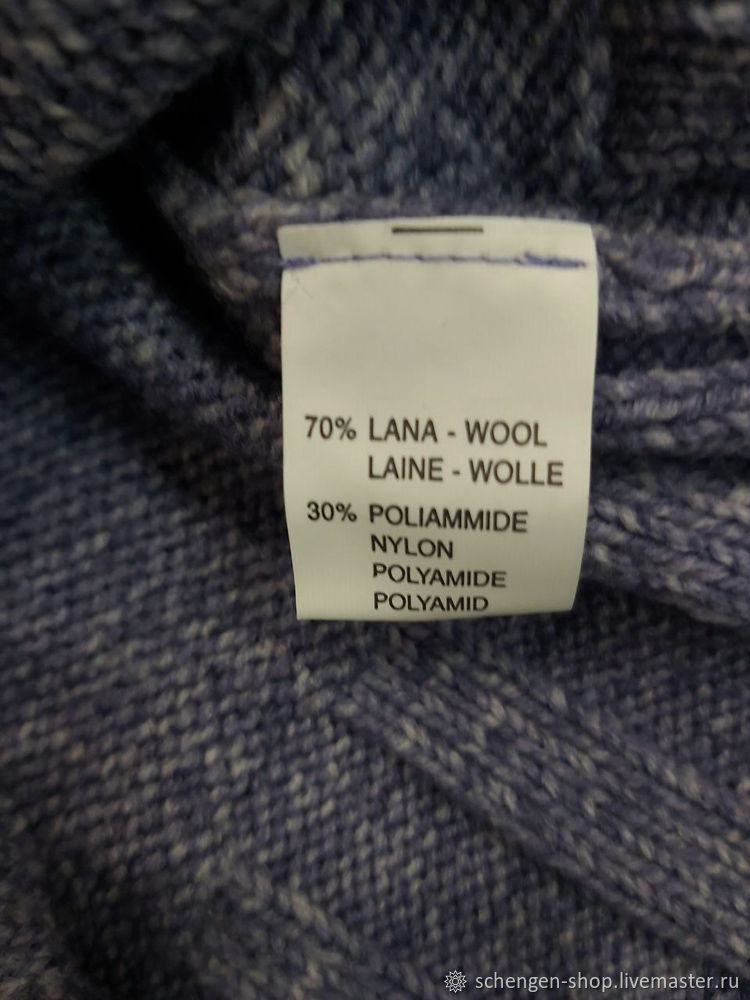 70% LANA - WOOL
LAINE - WOLLE
30% POLIAMMIDE
NYLON
POLYAMIDE
POLYAMID
schengen-shop.livemaster.ru